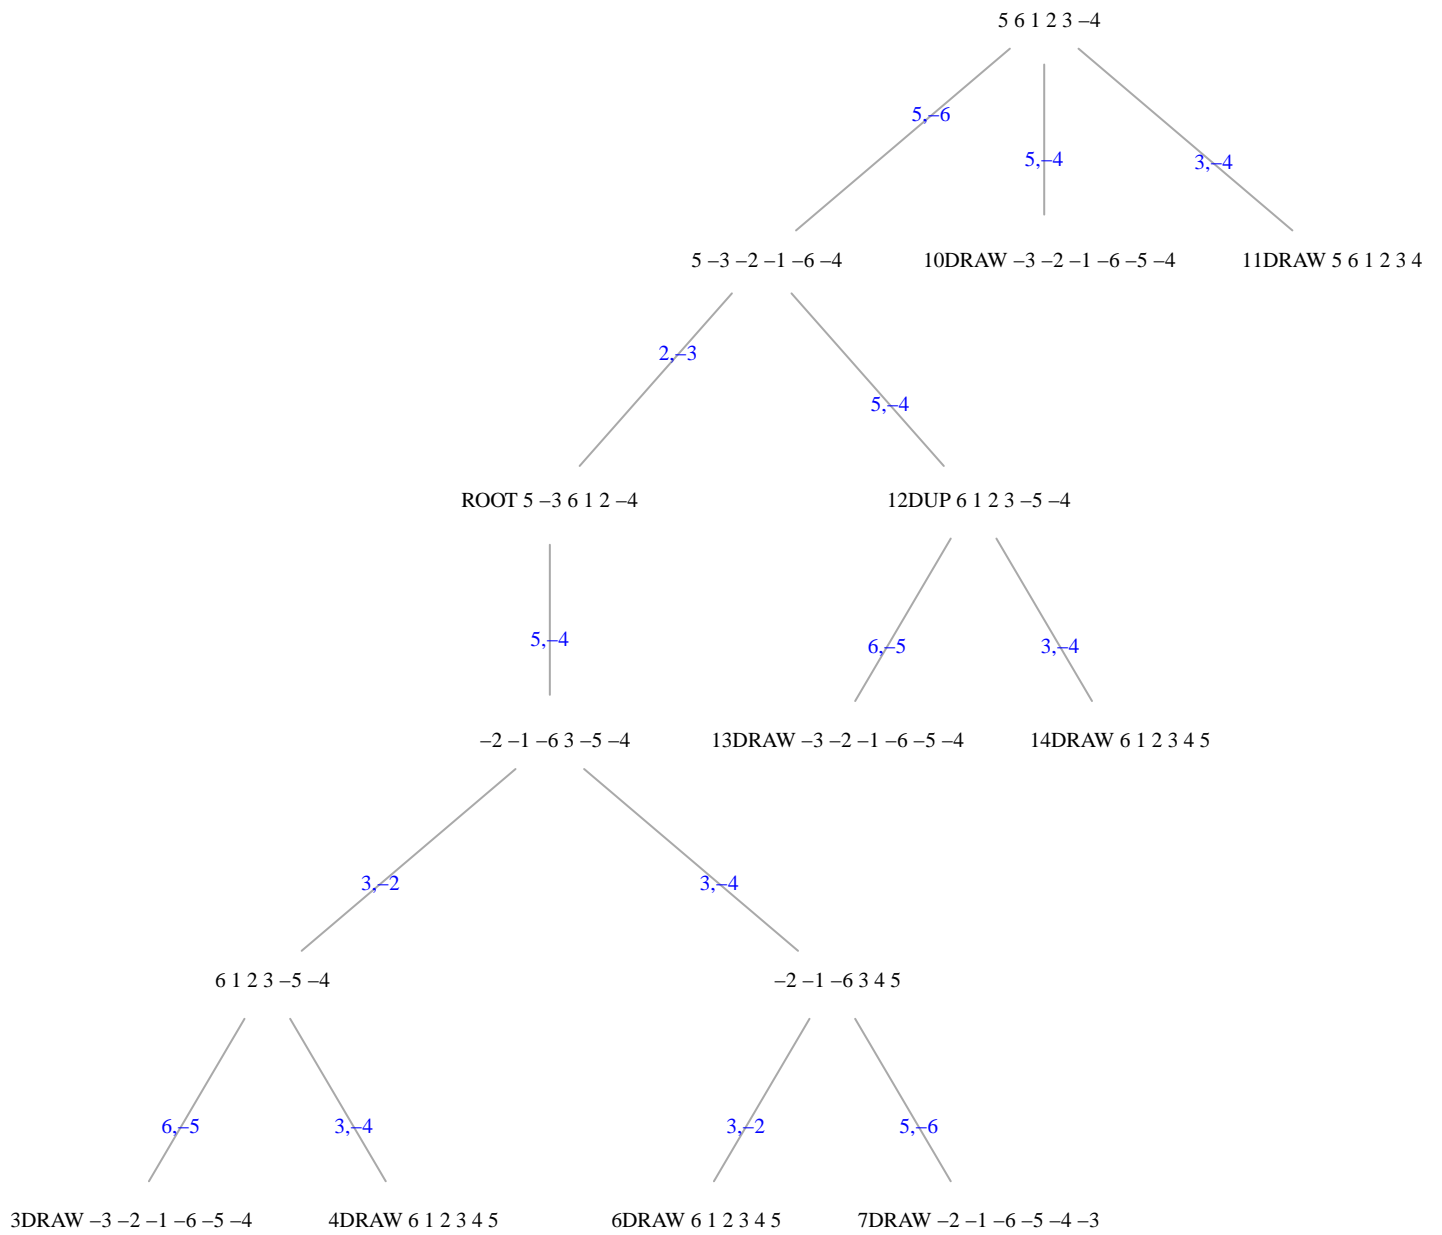 5 6 1 2 3 –4
5,–6
5,–4
3,–4
5 –3 –2 –1 –6 –4
10DRAW –3 –2 –1 –6 –5 –4
11DRAW 5 6 1 2 3 4
2,–3
5,–4
ROOT 5 –3 6 1 2 –4
12DUP 6 1 2 3 –5 –4
5,–4
6,–5
3,–4
–2 –1 –6 3 –5 –4
13DRAW –3 –2 –1 –6 –5 –4
14DRAW 6 1 2 3 4 5
3,–2
3,–4
6 1 2 3 –5 –4
–2 –1 –6 3 4 5
6,–5
3,–4
3,–2
5,–6
3DRAW –3 –2 –1 –6 –5 –4
4DRAW 6 1 2 3 4 5
6DRAW 6 1 2 3 4 5
7DRAW –2 –1 –6 –5 –4 –3